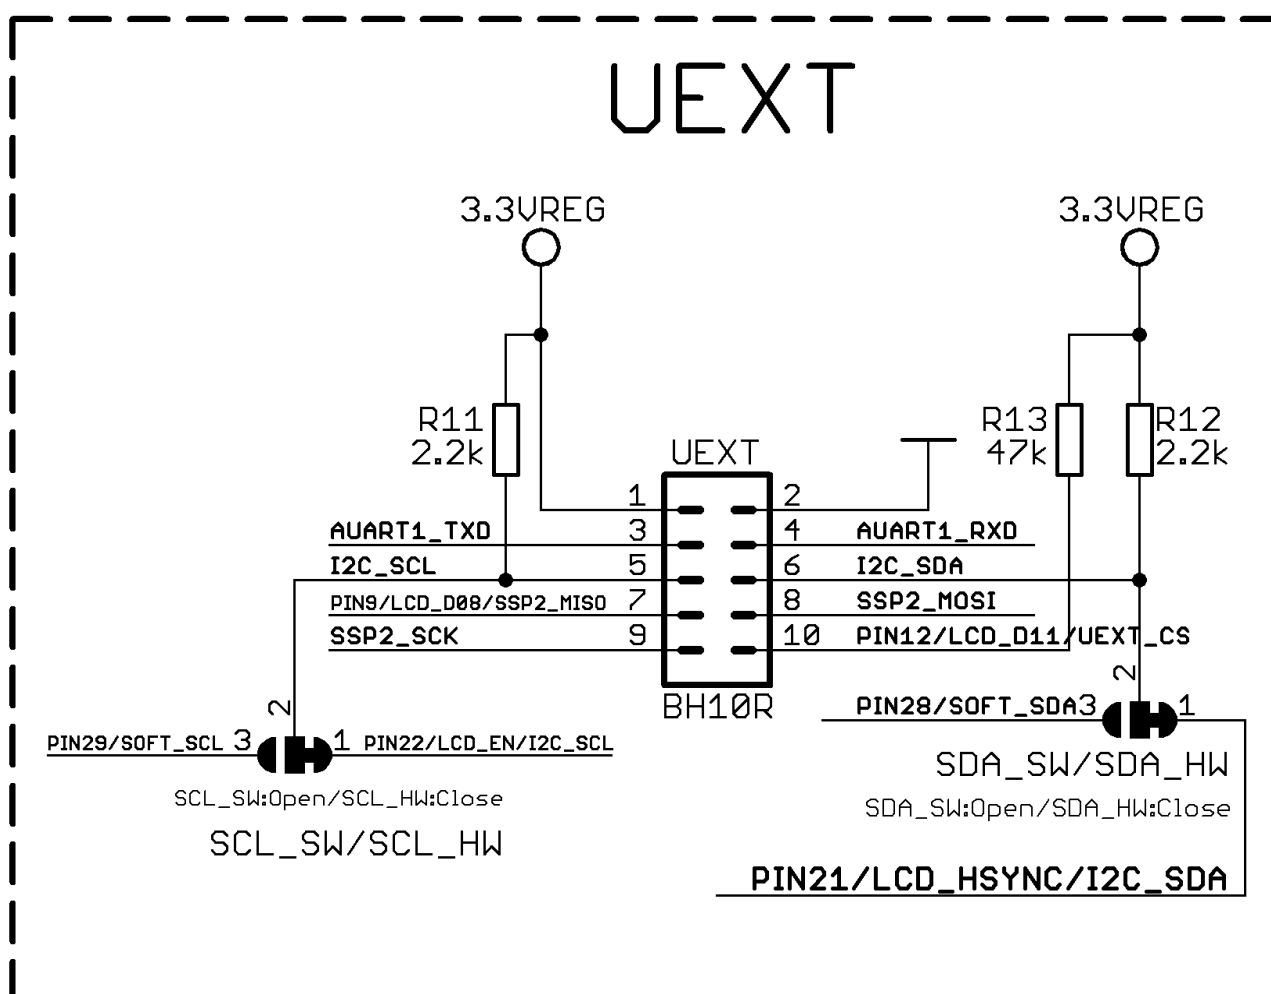 UEXT
3.3VREG
3.3VREG
R11
2.2k
R13
47k
R12
2.2k
UEXT
1
2
AUART1_TXD
3
4
AUART1_RXD
I2C_SCL
5
6
I2C_SDA
PIN9/LCD_D08/SSP2_MISO
7
8
SSP2_MOSI
SSP2_SCK
9
10
PIN12/LCD_D11/UEXT_CS
BH10R
2
PIN28/SOFT_SDA
3
1
2
PIN29/SOFT_SCL
3
1
PIN22/LCD_EN/I2C_SCL
SDA_SW/SDA_HW
SDA_SW:Open/SDA_HW:Close
SCL_SW:Open/SCL_HW:Close
SCL_SW/SCL_HW
PIN21/LCD_HSYNC/I2C_SDA